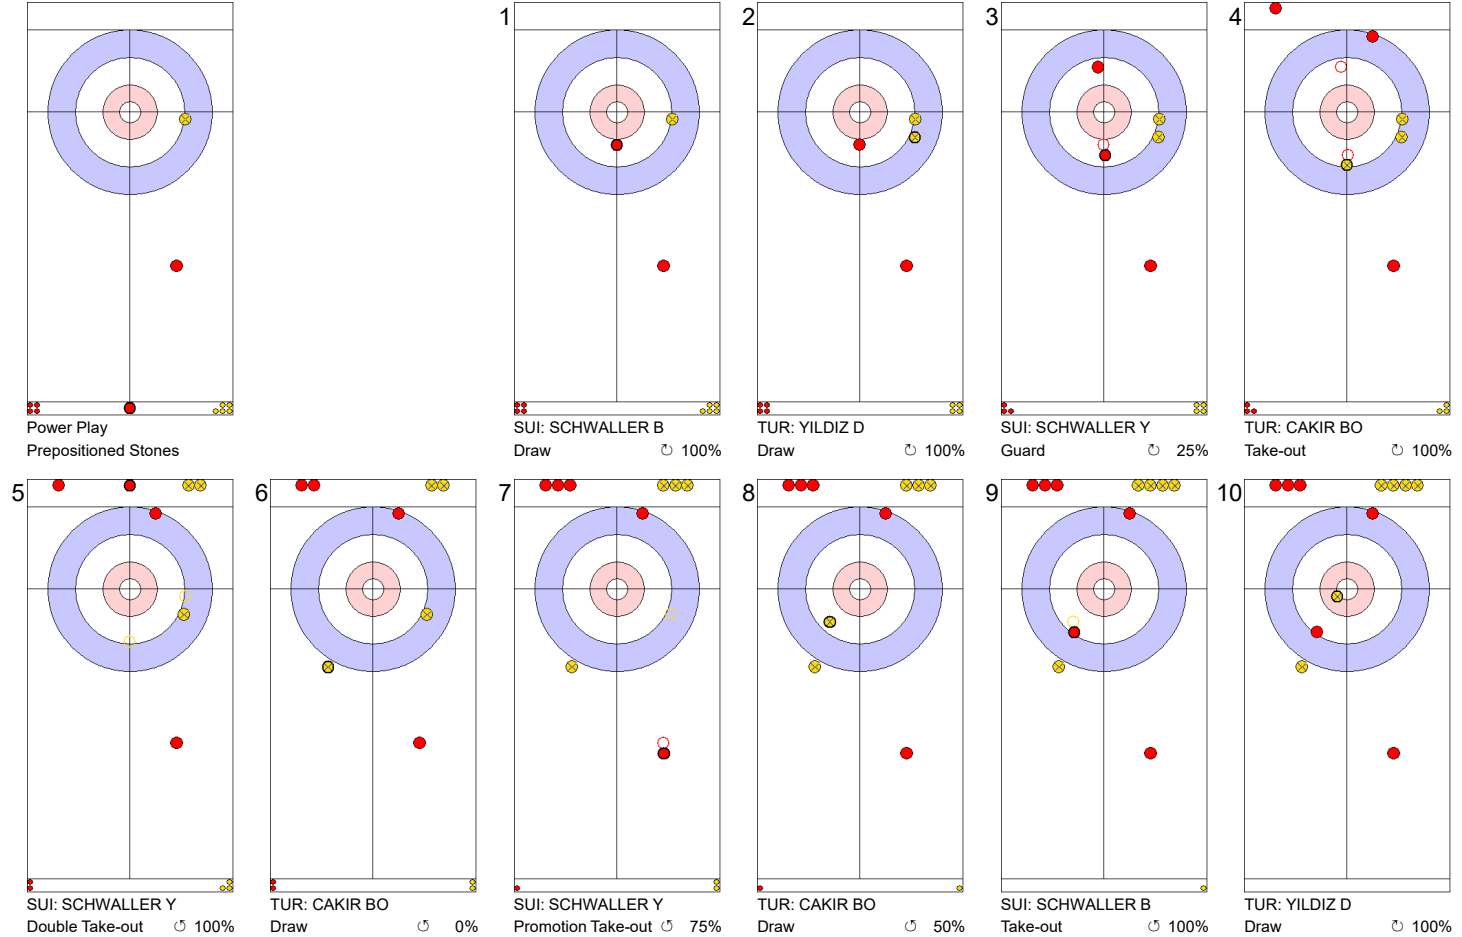 Power Play
Prepositioned Stones
1
SUI: SCHWALLER B
Draw ↻ 100%
2
TUR: YILDIZ D
Draw ↻ 100%
3
SUI: SCHWALLER Y
Guard ↻ 25%
4
TUR: CAKIR BO
Take-out ↻ 100%
5
SUI: SCHWALLER Y
Double Take-out ↺ 100%
6
TUR: CAKIR BO
Draw ↺ 0%
7
SUI: SCHWALLER Y
Promotion Take-out ↺ 75%
8
TUR: CAKIR BO
Draw ↺ 50%
9
SUI: SCHWALLER B
Take-out ↺ 100%
10
TUR: YILDIZ D
Draw ↺ 100%